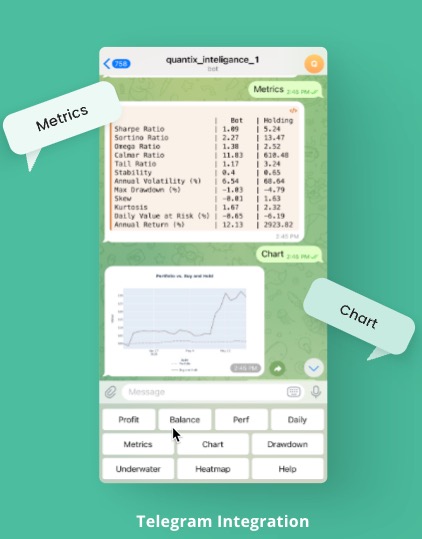 758
quantix_inteligance_1
Bot
Q
Metrics 2:45 PM
Metrics
| Bot | Holding
Sharpe Ratio | 1.09 | 5.24
Sortino Ratio | 2.27 | 13.47
Omega Ratio | 1.38 | 2.52
Calmar Ratio | 11.83 | 610.48
Tail Ratio | 1.17 | 3.24
Stability | 0.4 | 0.65
Annual Volatility (%) | 6.54 | 68.64
Max Drawdown (%) | -1.03 | -4.79
Skew | -0.01 | 1.63
Kurtosis | 1.67 | 2.32
Daily Value at Risk (%) | -0.65 | -6.19
Annual Return (%) | 12.13 | 2923.82
2:45 PM
Chart 2:45 PM
Portfolio vs. Buy and Hold
Chart
2:45 PM
Message
Profit Balance Perf Daily
Metrics Chart Drawdown
Underwater Heatmap Help
Telegram Integration